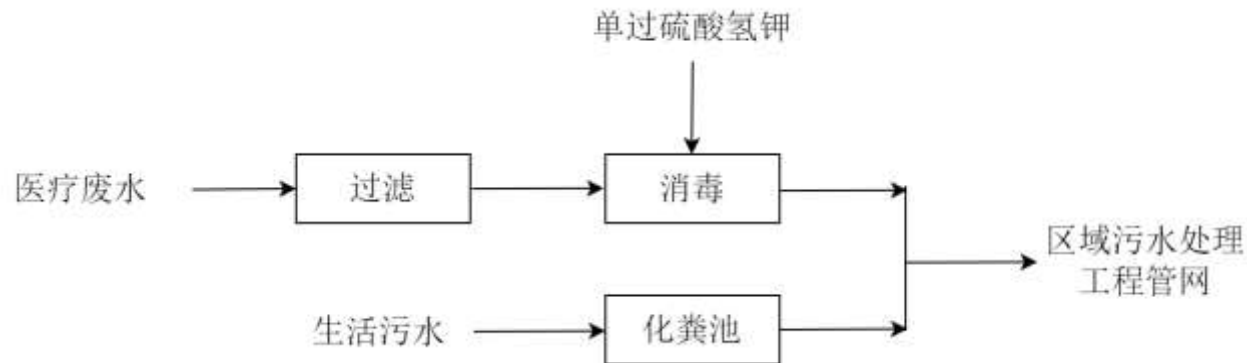 单过硫酸氢钾
医疗废水
过滤
消毒
区域污水处理
工程管网
生活污水
化粪池